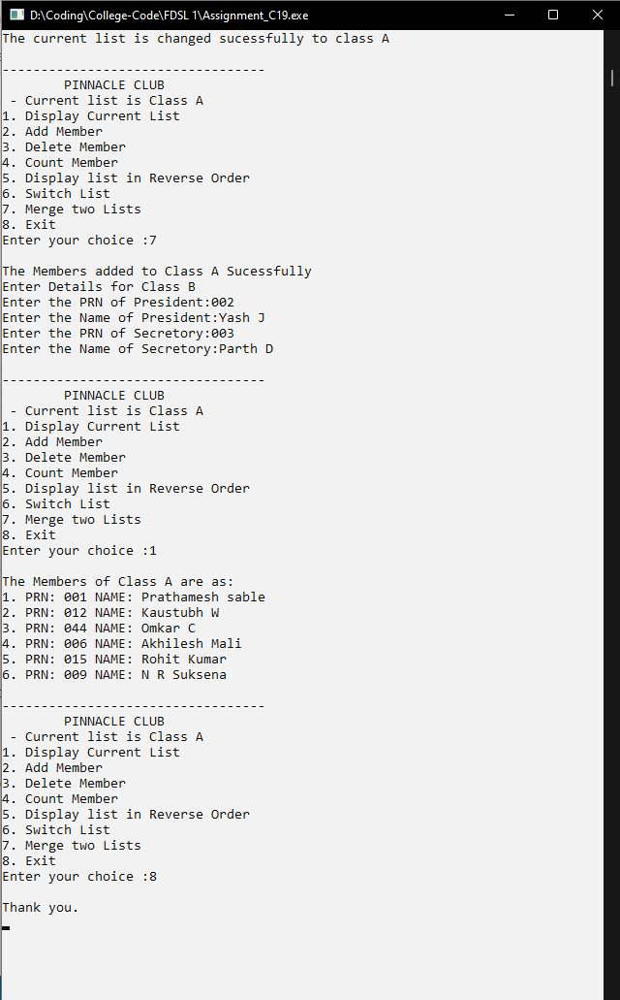 D:\Coding\College-Code\FDSL 1\Assignment_C19.exe
The current list is changed sucessfully to class A
----------------------------------
PINNACLE CLUB
- Current list is Class A
1. Display Current List
2. Add Member
3. Delete Member
4. Count Member
5. Display list in Reverse Order
6. Switch List
7. Merge two Lists
8. Exit
Enter your choice :7
The Members added to Class A Sucessfully
Enter Details for Class B
Enter the PRN of President:002
Enter the Name of President:Yash J
Enter the PRN of Secretory:003
Enter the Name of Secretory:Parth D
----------------------------------
PINNACLE CLUB
- Current list is Class A
1. Display Current List
2. Add Member
3. Delete Member
4. Count Member
5. Display list in Reverse Order
6. Switch List
7. Merge two Lists
8. Exit
Enter your choice :1
The Members of Class A are as:
1. PRN: 001 NAME: Prathamesh sable
2. PRN: 012 NAME: Kaustubh W
3. PRN: 044 NAME: Omkar C
4. PRN: 006 NAME: Akhilesh Mali
5. PRN: 015 NAME: Rohit Kumar
6. PRN: 009 NAME: N R Suksena
----------------------------------
PINNACLE CLUB
- Current list is Class A
1. Display Current List
2. Add Member
3. Delete Member
4. Count Member
5. Display list in Reverse Order
6. Switch List
7. Merge two Lists
8. Exit
Enter your choice :8
Thank you.